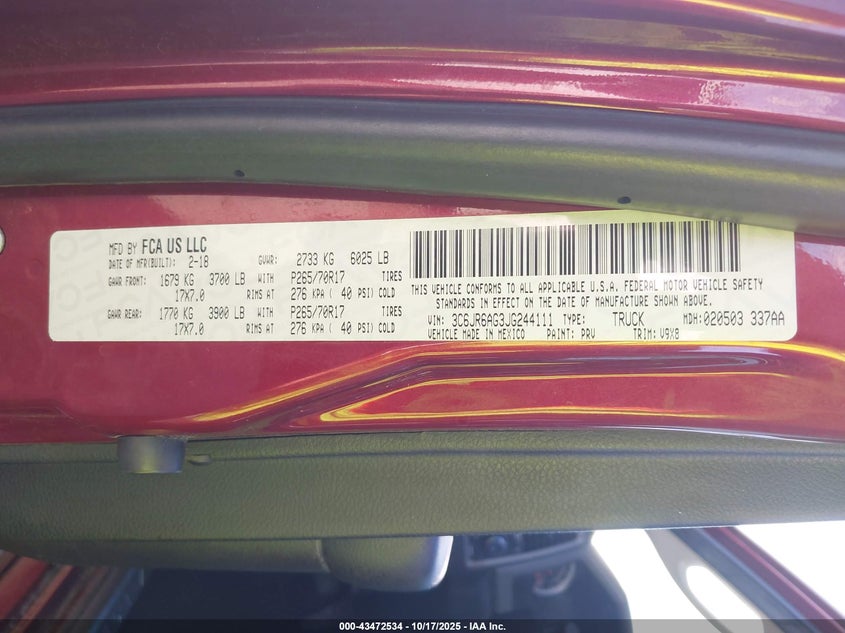 MFD BY FCA US LLC
DATE OF MFR(BUILT): 2-18 GVWR: 2733 KG 6025 LB
GAWR FRONT: 1679 KG 3700 LB WITH P265/70R17 TIRES
17X7.0 RIMS AT 276 KPA ( 40 PSI) COLD
GAWR REAR: 1770 KG 3900 LB WITH P265/70R17 TIRES
17X7.0 RIMS AT 276 KPA ( 40 PSI) COLD
THIS VEHICLE CONFORMS TO ALL APPLICABLE U.S.A. FEDERAL MOTOR VEHICLE SAFETY
STANDARDS IN EFFECT ON THE DATE OF MANUFACTURE SHOWN ABOVE.
VIN: 3C6JR6AG3JG244111 TYPE: TRUCK MDH: 020503 337AA
VEHICLE MADE IN MEXICO PAINT: PRV TRIM: V9X8
000-43472534 - 10/17/2025 - IAA Inc.